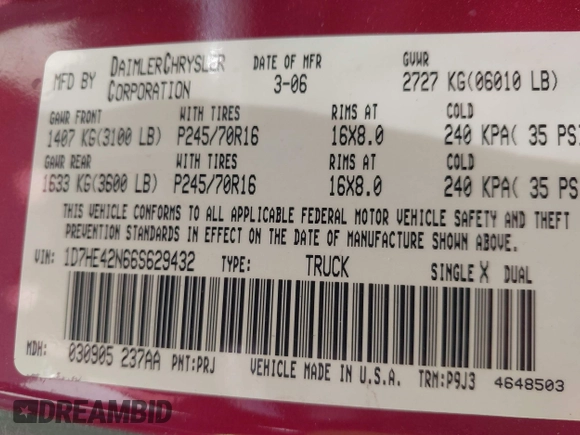 MFD BY DAIMLERCHRYSLER CORPORATION DATE OF MFR 3-06 GVWR 2727 KG(06010 LB)
GAWR FRONT WITH TIRES RIMS AT COLD
1407 KG(3100 LB) P245/70R16 16X8.0 240 KPA( 35 PSI
GAWR REAR WITH TIRES RIMS AT COLD
1633 KG(3600 LB) P245/70R16 16X8.0 240 KPA( 35 PS
THIS VEHICLE CONFORMS TO ALL APPLICABLE FEDERAL MOTOR VEHICLE SAFETY AND THEFT
PREVENTION STANDARDS IN EFFECT ON THE DATE OF MANUFACTURE SHOWN ABOVE.
VIN: 1D7HE42N66S629432 TYPE: TRUCK SINGLE X DUAL
MDH: 030905 237AA PNT:PRJ VEHICLE MADE IN U.S.A. TRM:P9J3 4648503
DREAMBID